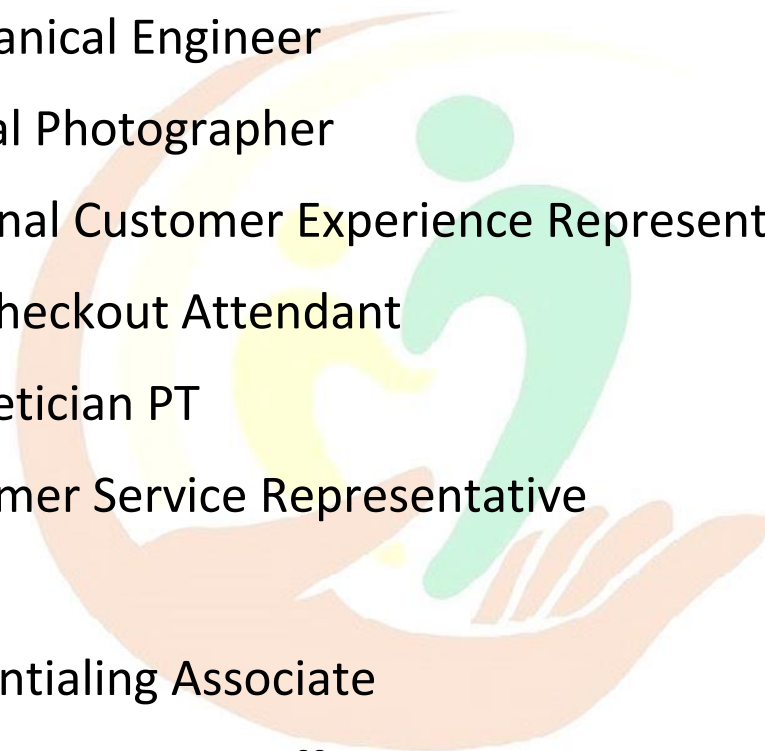 anical Engineer
al Photographer
nal Customer Experience Represent
heckout Attendant
etician PT
mer Service Representative
ntialing Associate